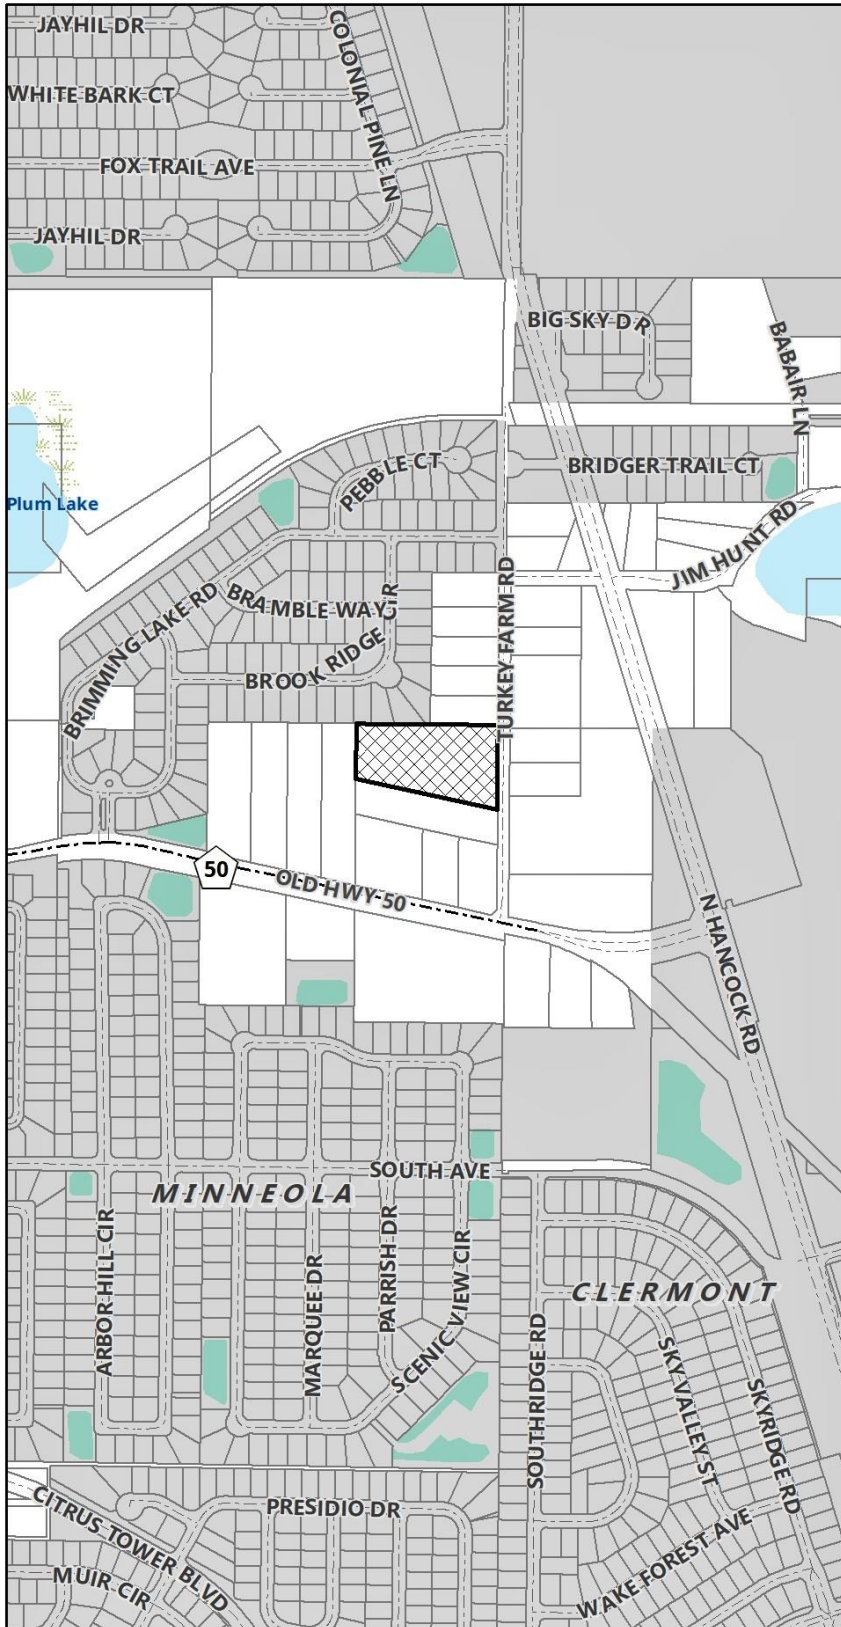 JAYHIL DR
COLONIAL PINE LN
WHITE BARK CT
FOX TRAIL AVE
JAYHIL DR
BIG SKY DR
BABAIR LN
PEBBLE CT
BRIDGER TRAIL CT
Plum Lake
JIM HUNT RD
TURKEY FARM RD
BRIMMING LAKE RD
BRAMBLE WAY
BROOK RIDGE CIR
50
OLD HWY 50
N HANCOCK RD
SOUTH AVE
MINNEOLA
ARBOR HILL CIR
MARQUEE DR
PARRISH DR
SCENIC VIEW CIR
CLERMONT
SOUTHRIDGE RD
SKY VALLEY ST
SKYRIDGE RD
CITRUS TOWER BLVD
PRESIDIO DR
MUIR CIR
WAKE FOREST AVE